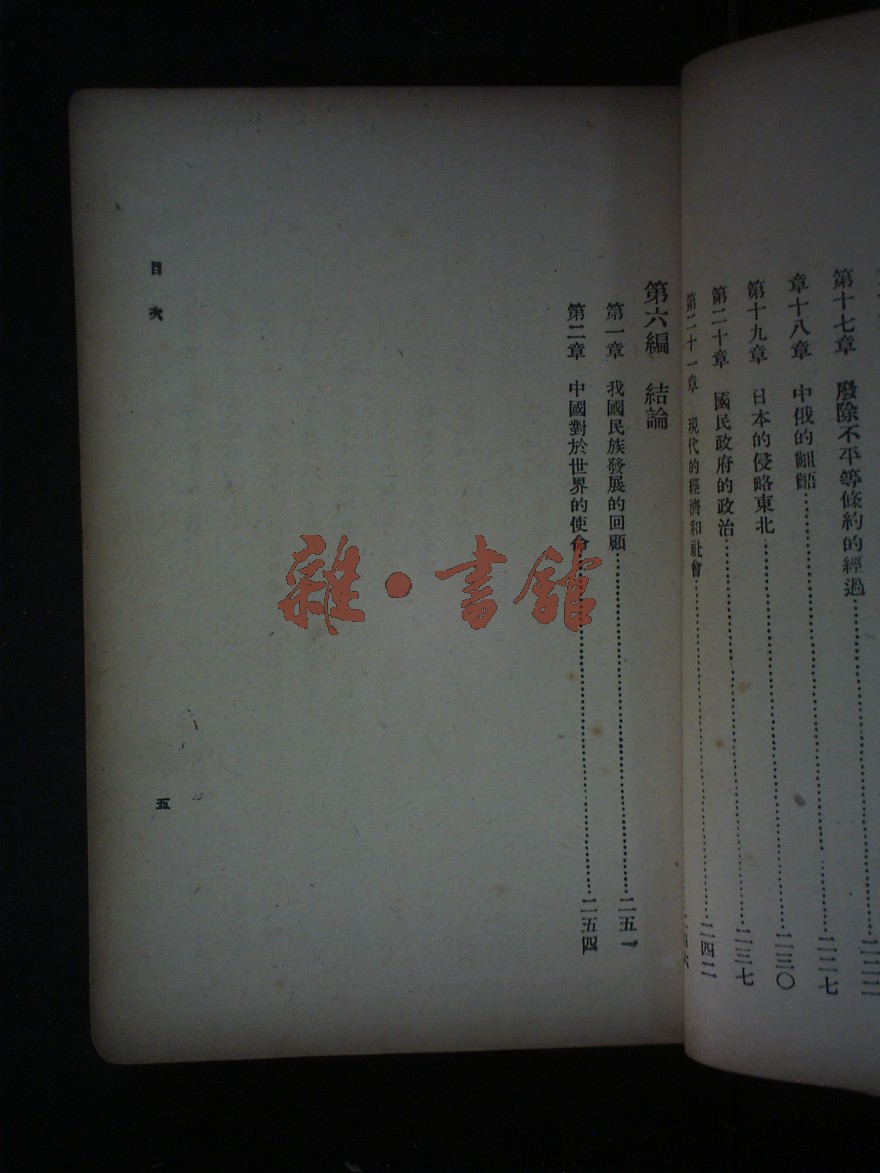 第十七章　廢除不平等條約的經過……二二二
章十八章　中俄的齟齬……二二七
第十九章　日本的侵略東北……二三〇
第二十章　國民政府的政治……二三七
第二十一章　現代的經濟和社會……二四二
第六編　結論
第一章　我國民族發展的回顧……二五一
第二章　中國對於世界的使命……二五四
目次
五
雜·書館